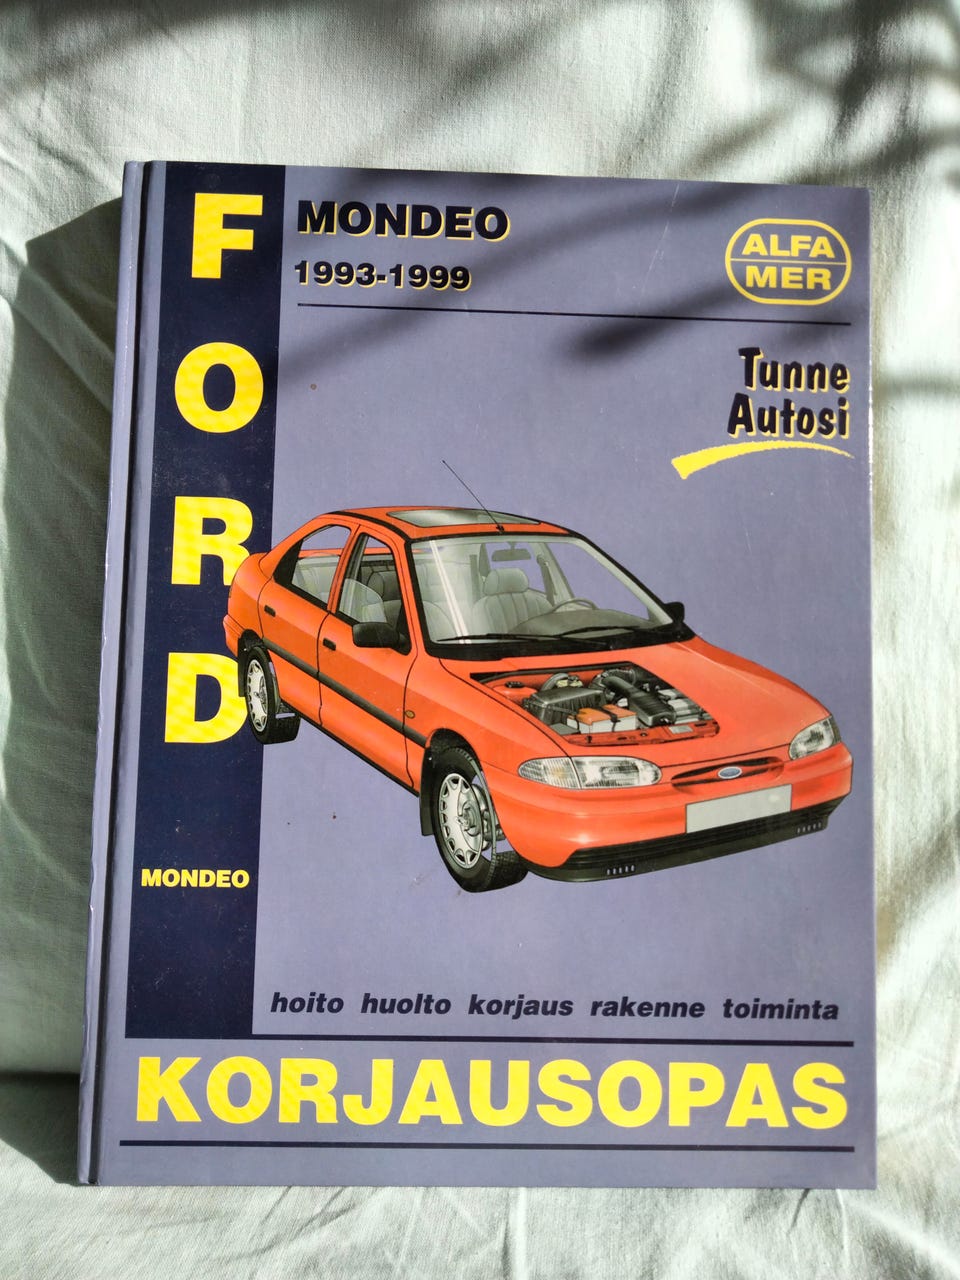 FORD
MONDEO
1993-1999
ALFA
MER
Tunne
Autosi
MONDEO
hoito huolto korjaus rakenne toiminta
KORJAUSOPAS